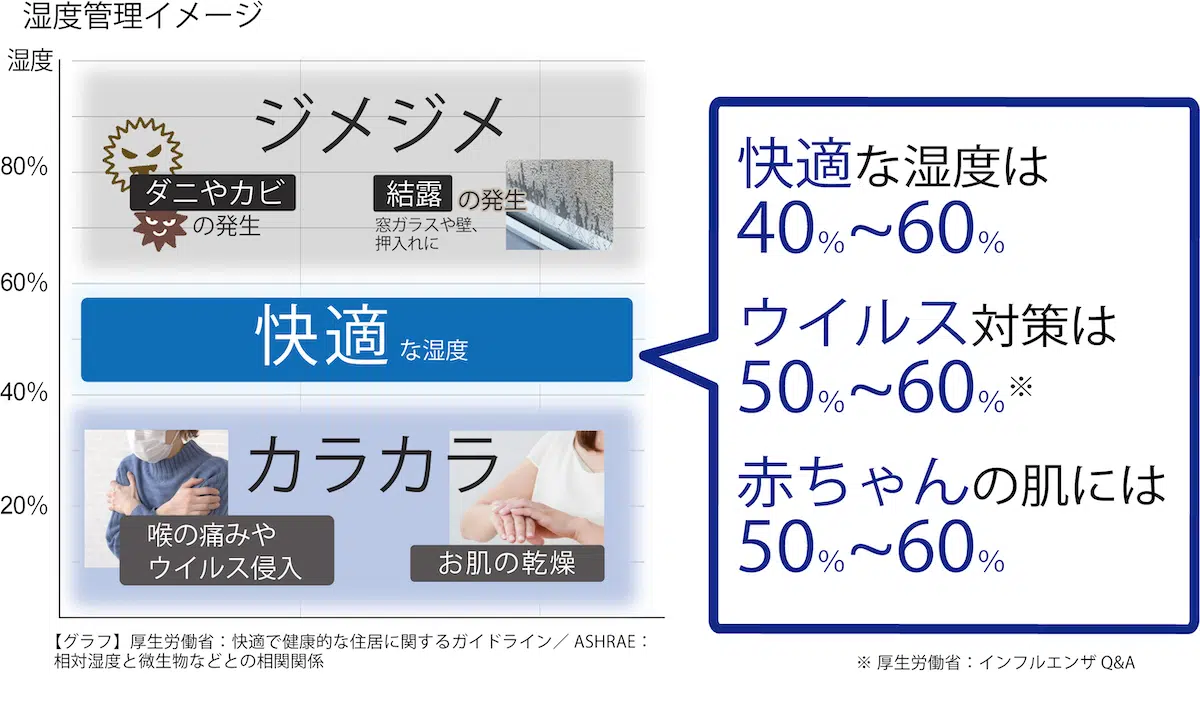 湿度管理イメージ
湿度
80%
60%
40%
20%
ジメジメ
ダニやカビ
の発生
結露の発生
窓ガラスや壁、
押入れに
快適な湿度
カラカラ
喉の痛みや
ウイルス侵入
お肌の乾燥
快適な湿度は
40%~60%
ウイルス対策は
50%~60%※
赤ちゃんの肌には
50%~60%
【グラフ】厚生労働省：快適で健康的な住居に関するガイドライン／ ASHRAE：
相対湿度と微生物などとの相関関係
※ 厚生労働省：インフルエンザ Q&A